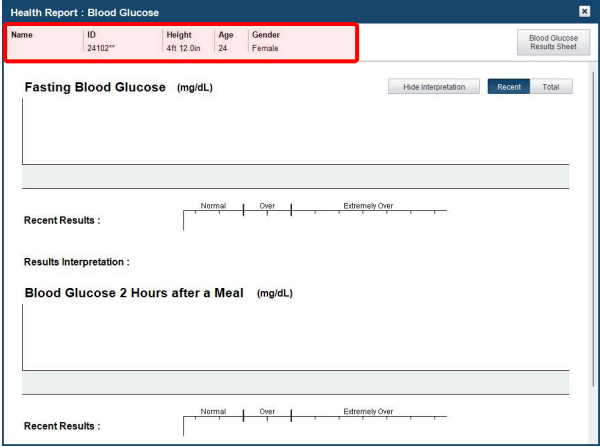 Health Report : Blood Glucose
Name ID Height Age Gender
24102** 4ft 12.0in 24 Female
Blood Glucose
Results Sheet
Fasting Blood Glucose (mg/dL)
Hide Interpretation Recent Total
Normal Over Extremely Over
Recent Results :
Results Interpretation :
Blood Glucose 2 Hours after a Meal (mg/dL)
Normal Over Extremely Over
Recent Results :